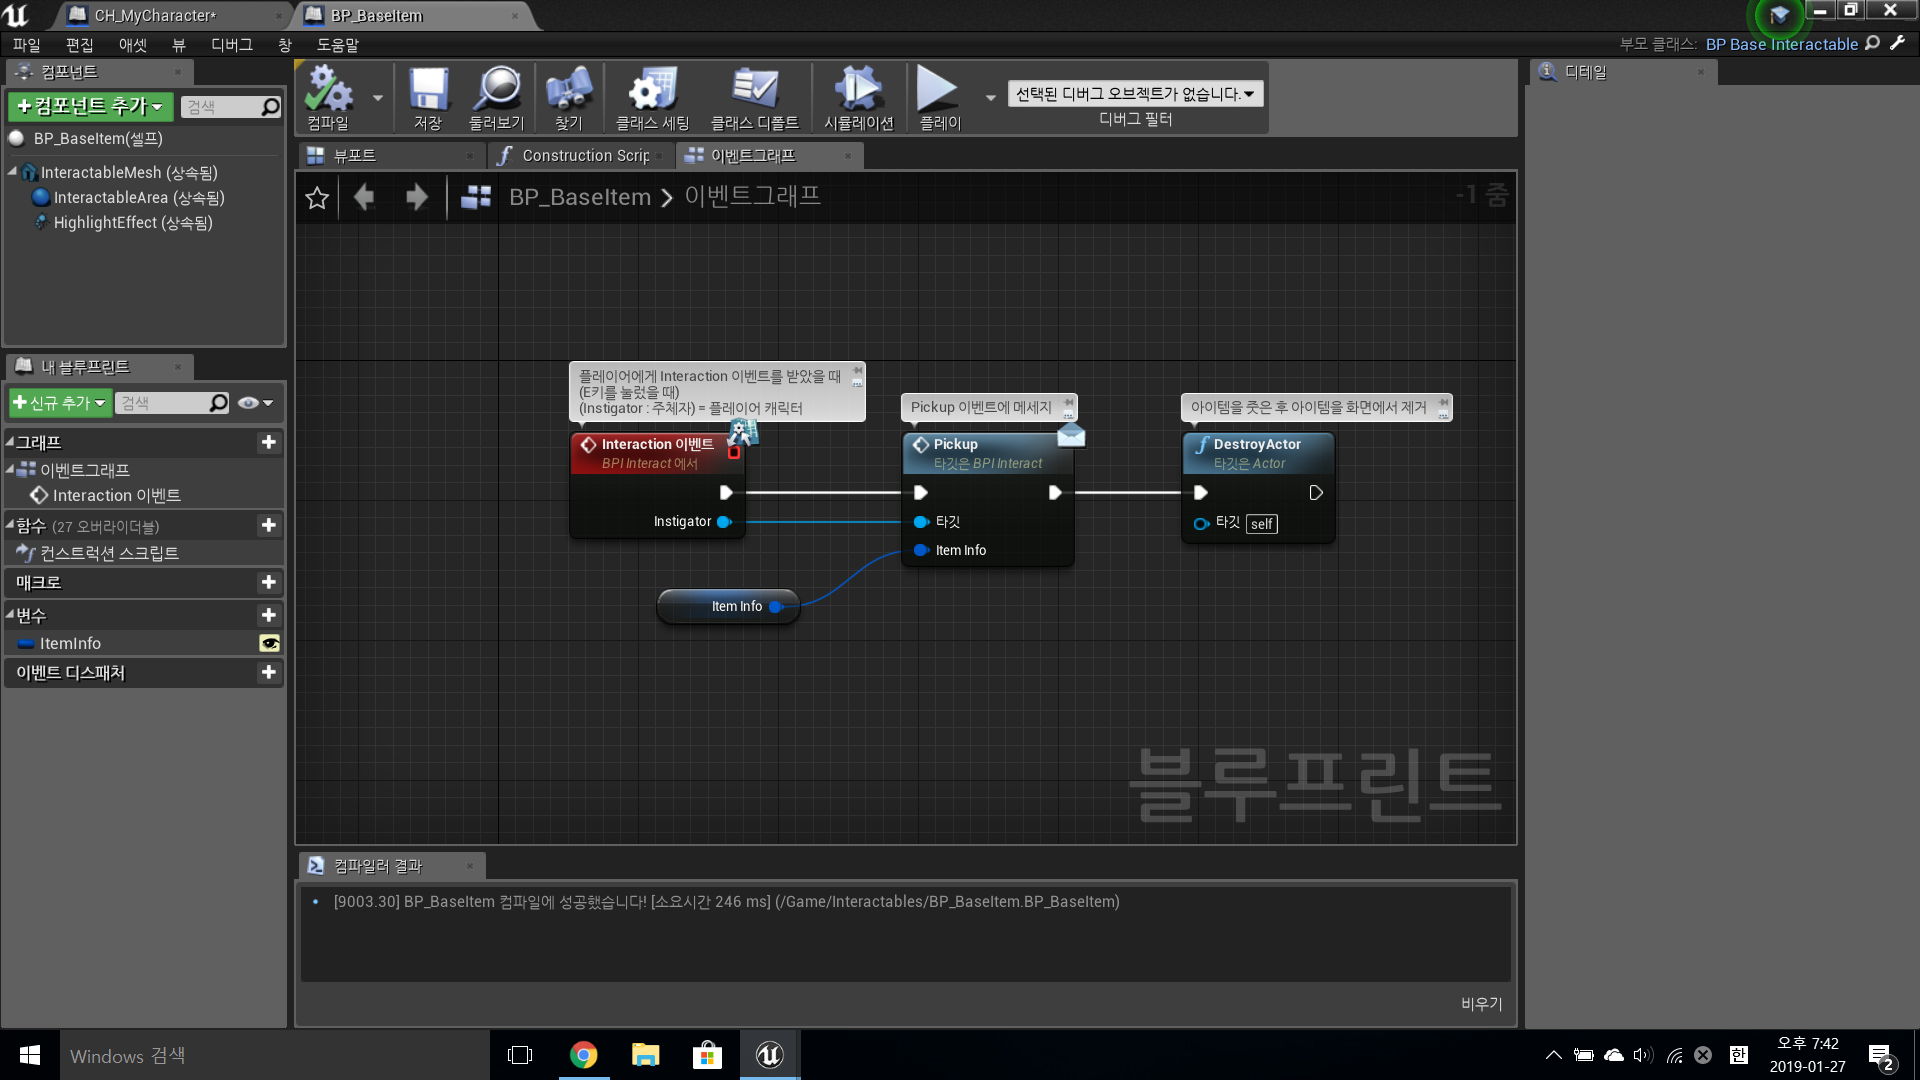 CH_MyCharacter*
BP_BaseItem
파일 편집 애셋 뷰 디버그 창 도움말
부모 클래스: BP Base Interactable
컴포넌트
+컴포넌트 추가
검색
BP_BaseItem(셀프)
InteractableMesh (상속됨)
InteractableArea (상속됨)
HighlightEffect (상속됨)
컴파일
저장
둘러보기
찾기
클래스 세팅
클래스 디폴트
시뮬레이션
플레이
선택된 디버그 오브젝트가 없습니다.
디버그 필터
뷰포트
Construction Scrip
이벤트그래프
BP_BaseItem > 이벤트그래프
-1 줌
내 블루프린트
+신규 추가
검색
그래프
이벤트그래프
Interaction 이벤트
함수 (27 오버라이더블)
컨스트럭션 스크립트
매크로
변수
ItemInfo
이벤트 디스패처
플레이어에게 Interaction 이벤트를 받았을 때
(E키를 눌렀을 때)
(Instigator : 주체자) = 플레이어 캐릭터
Interaction 이벤트
BPI Interact 에서
Instigator
Pickup 이벤트에 메세지
Pickup
타깃은 BPI Interact
타깃
Item Info
Item Info
아이템을 줏은 후 아이템을 화면에서 제거
DestroyActor
타깃은 Actor
타깃 self
블루프린트
컴파일러 결과
[9003.30] BP_BaseItem 컴파일에 성공했습니다! [소요시간 246 ms] (/Game/Interactables/BP_BaseItem.BP_BaseItem)
비우기
디테일
Windows 검색
한
오후 7:42
2019-01-27
2